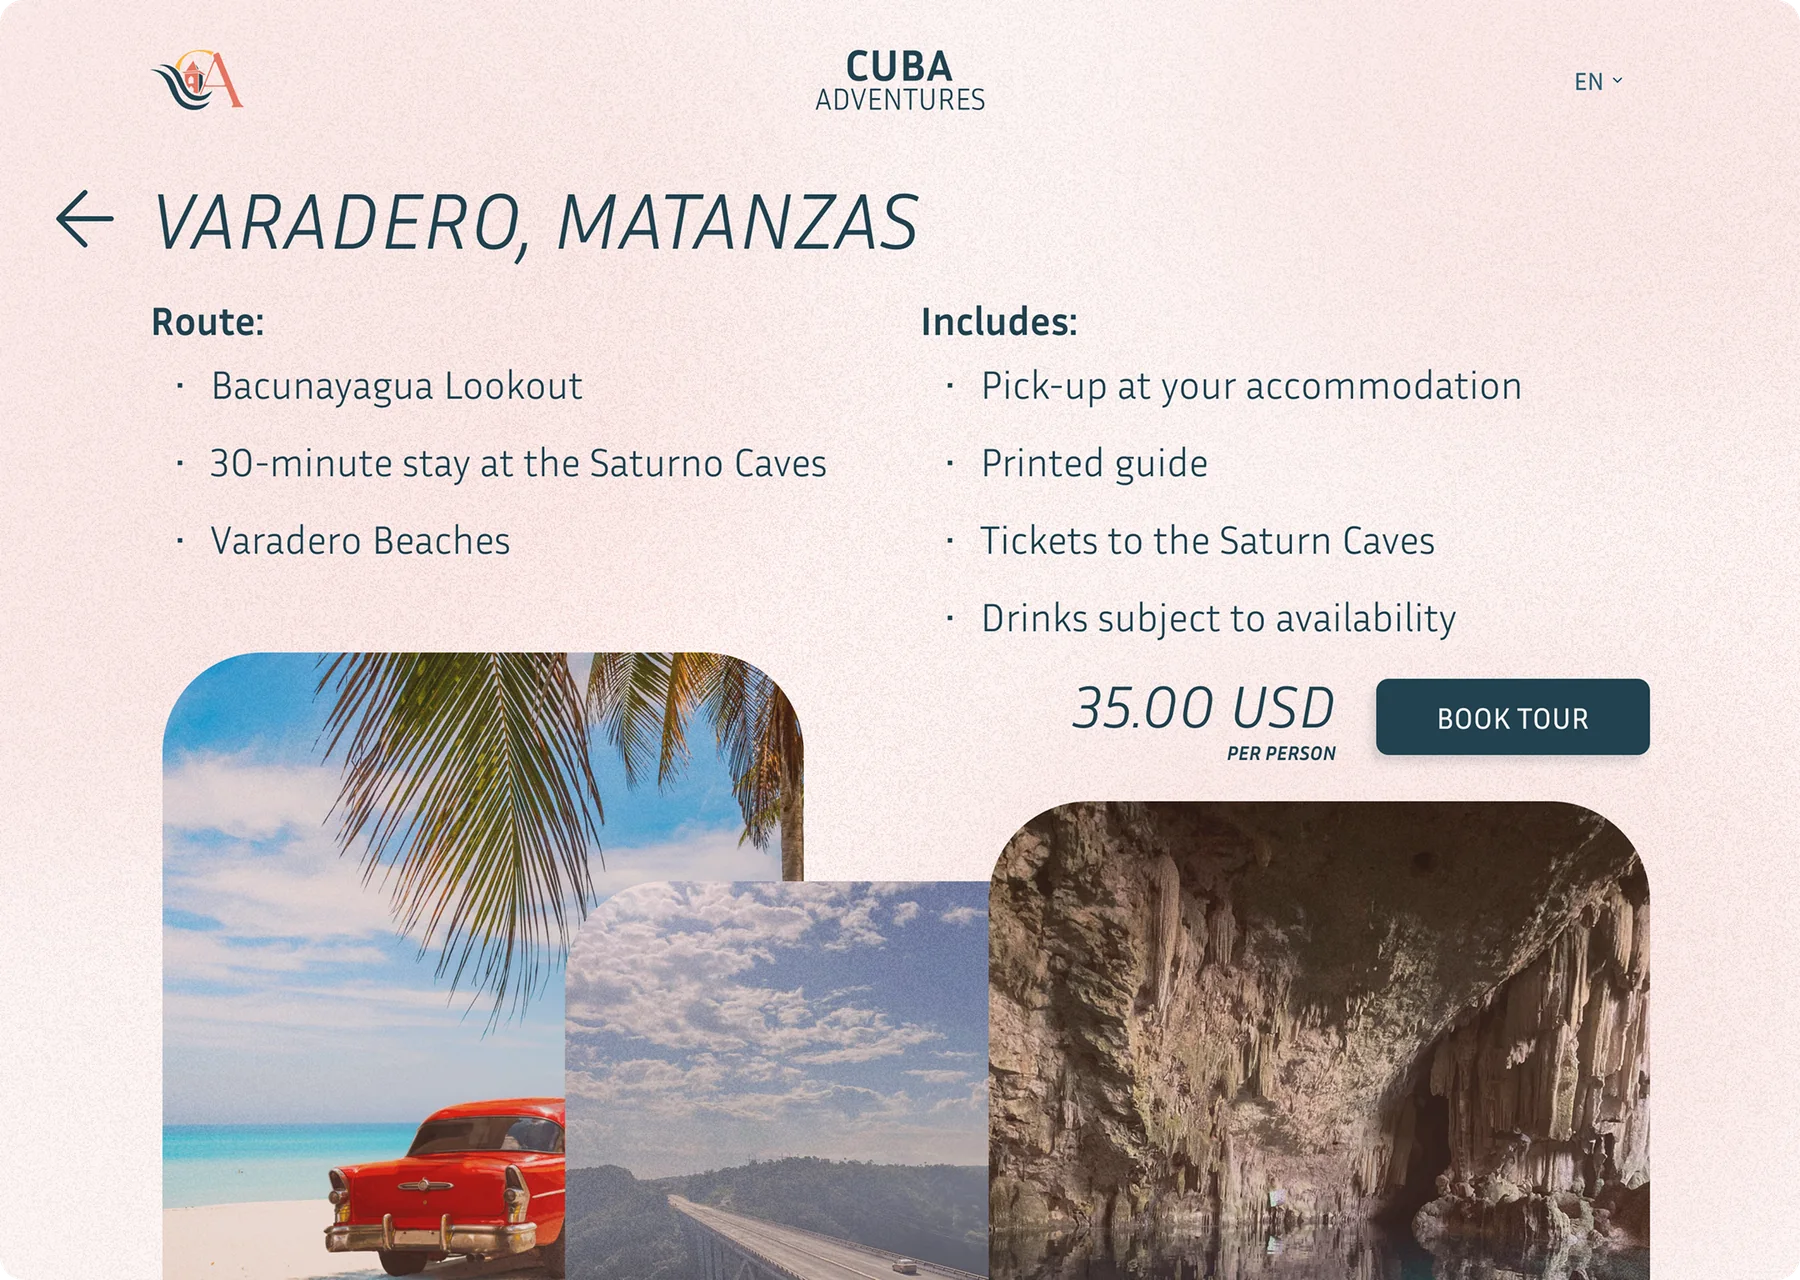 CUBA
ADVENTURES
EN
VARADERO, MATANZAS
Route:
· Bacunayagua Lookout
· 30-minute stay at the Saturno Caves
· Varadero Beaches
Includes:
· Pick-up at your accommodation
· Printed guide
· Tickets to the Saturn Caves
· Drinks subject to availability
35.00 USD
PER PERSON
BOOK TOUR